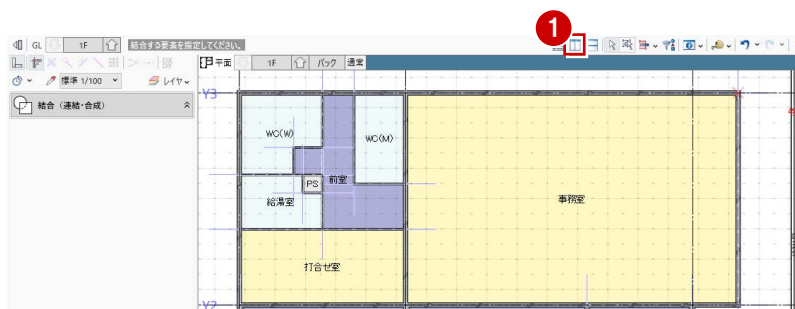 1
GL 1F 結合する要素を指定してください。
標準 1/100 レイヤ
平面 1F バック 通常
結合 (連結・合成)
Y3
WC(W)
WC(M)
PS
前室
給湯室
事務室
打合せ室
Y2